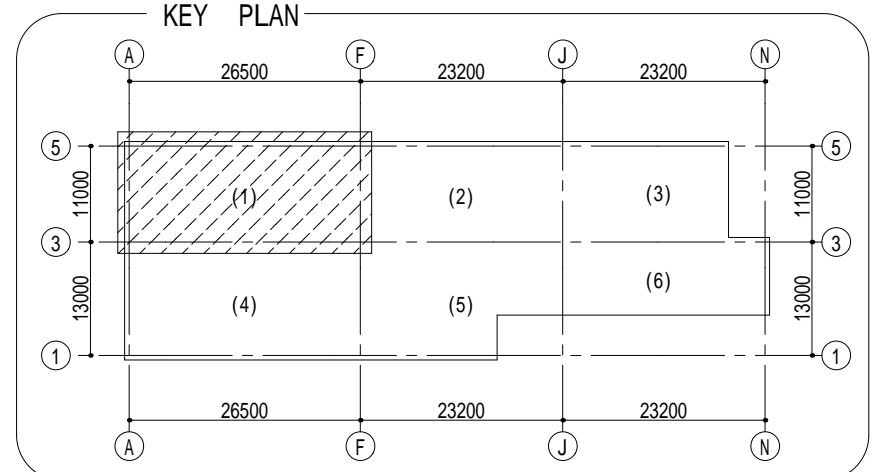 KEY PLAN
A F J N
26500 23200 23200
5 5
11000 (1) (2) (3) 11000
3 3
13000 (4) (5) (6) 13000
1 1
26500 23200 23200
A F J N